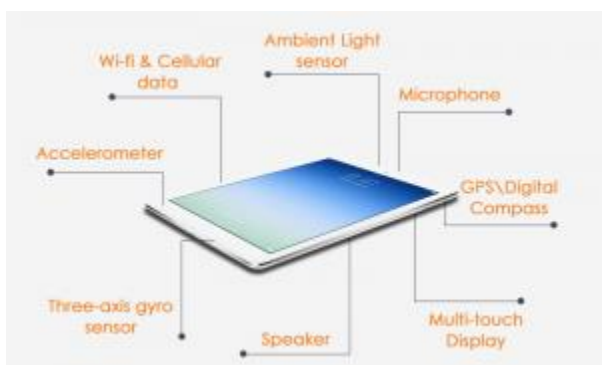 Ambient Light
sensor
Wi-fi & Cellular
data
Microphone
Accelerometer
GPS\Digital
Compass
Three-axis gyro
sensor
Speaker
Multi-touch
Display